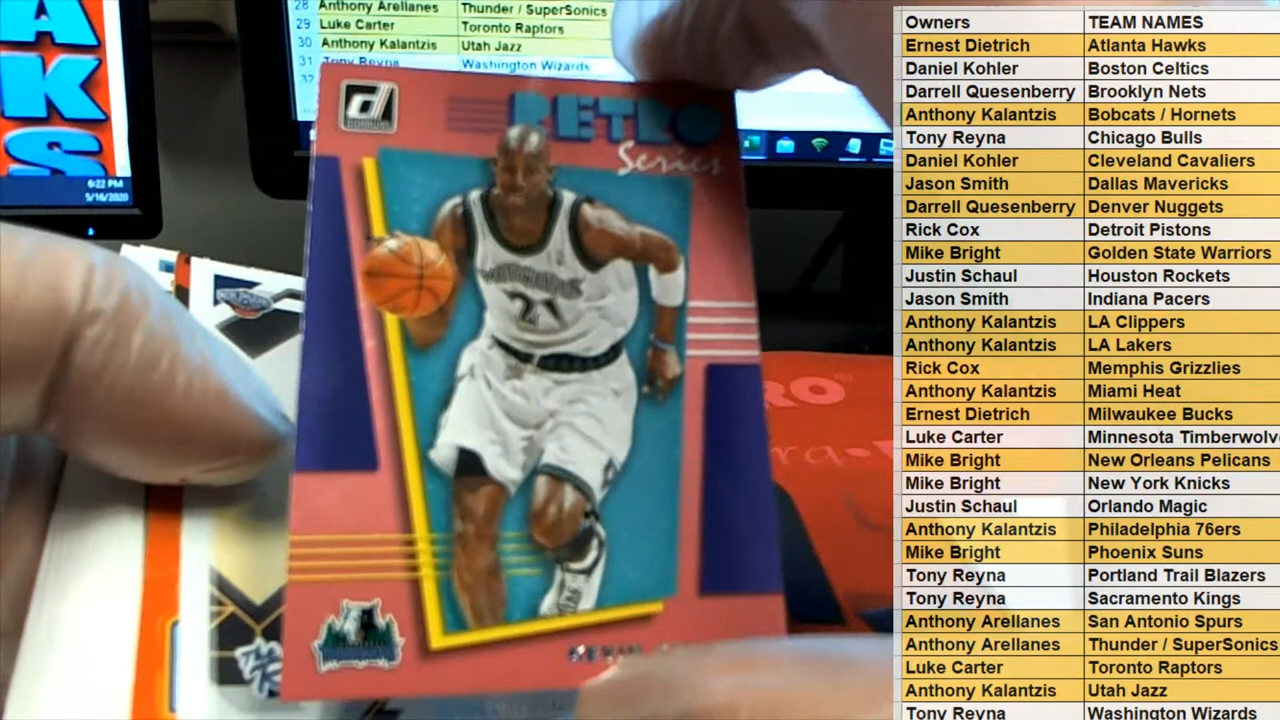 28 Anthony Arellanes Thunder / SuperSonics
29 Luke Carter Toronto Raptors
30 Anthony Kalantzis Utah Jazz
31 Tony Reyna Washington Wizards
32
AKS
6:22 PM
5/16/2020
d
DONRUSS
RETRO
Series
21
Owners TEAM NAMES
Ernest Dietrich Atlanta Hawks
Daniel Kohler Boston Celtics
Darrell Quesenberry Brooklyn Nets
Anthony Kalantzis Bobcats / Hornets
Tony Reyna Chicago Bulls
Daniel Kohler Cleveland Cavaliers
Jason Smith Dallas Mavericks
Darrell Quesenberry Denver Nuggets
Rick Cox Detroit Pistons
Mike Bright Golden State Warriors
Justin Schaul Houston Rockets
Jason Smith Indiana Pacers
Anthony Kalantzis LA Clippers
Anthony Kalantzis LA Lakers
Rick Cox Memphis Grizzlies
Anthony Kalantzis Miami Heat
Ernest Dietrich Milwaukee Bucks
Luke Carter Minnesota Timberwolv
Mike Bright New Orleans Pelicans
Mike Bright New York Knicks
Justin Schaul Orlando Magic
Anthony Kalantzis Philadelphia 76ers
Mike Bright Phoenix Suns
Tony Reyna Portland Trail Blazers
Tony Reyna Sacramento Kings
Anthony Arellanes San Antonio Spurs
Anthony Arellanes Thunder / SuperSonics
Luke Carter Toronto Raptors
Anthony Kalantzis Utah Jazz
Tony Reyna Washington Wizards